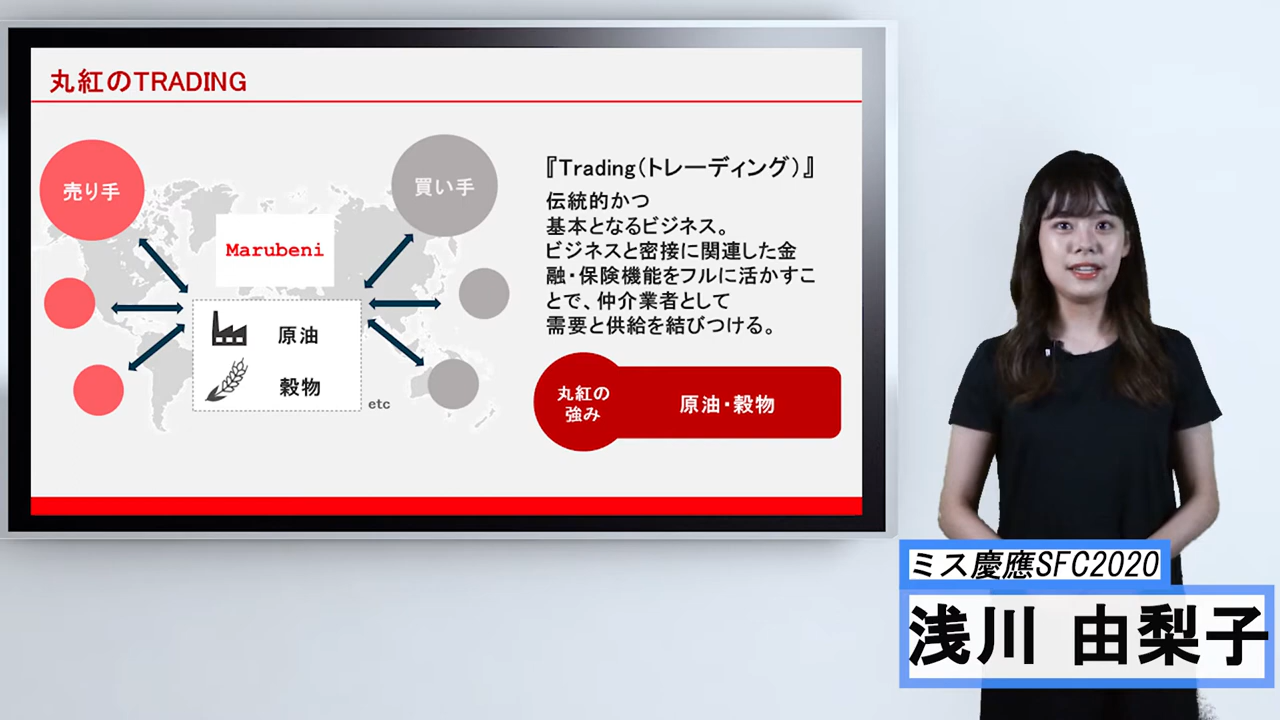 丸紅のTRADING
売り手
買い手
Marubeni
原油
穀物
etc
『Trading(トレーディング)』
伝統的かつ
基本となるビジネス。
ビジネスと密接に関連した金
融・保険機能をフルに活かすこ
とで、仲介業者として
需要と供給を結びつける。
丸紅の
強み
原油・穀物
ミス慶應SFC2020
浅川 由梨子